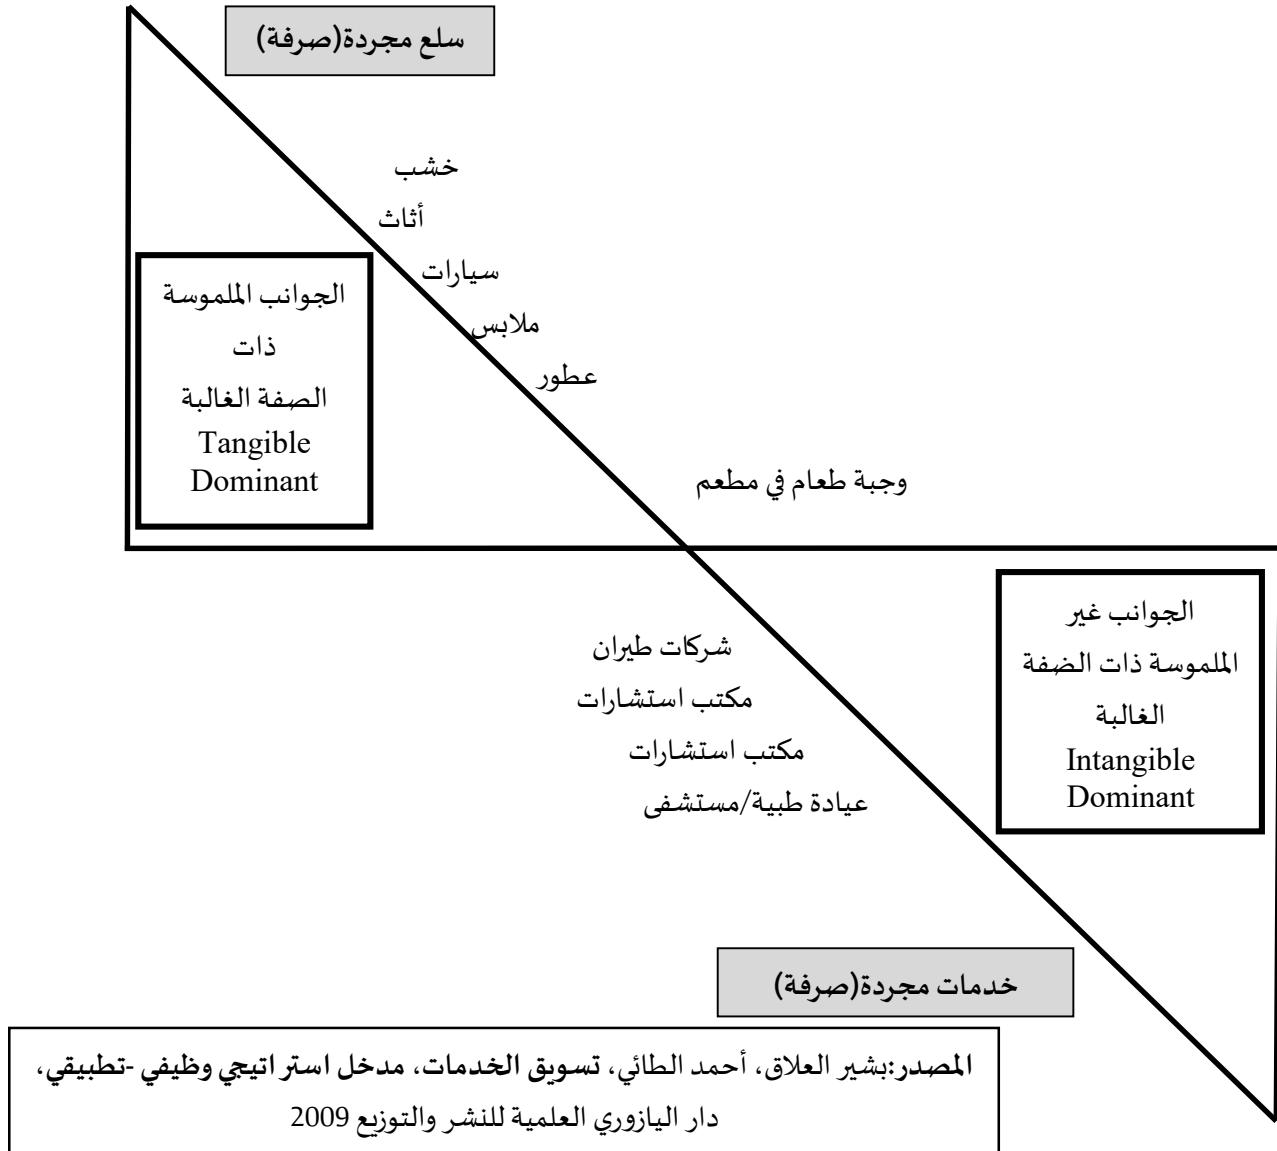 سلع مجردة(صرفة)
خشب
أثاث
سيارات
ملابس
عطور
الجوانب الملموسة
ذات
الصفة الغالبة
Tangible
Dominant
وجبة طعام في مطعم
الجوانب غير
الملموسة ذات الضفة
الغالبة
Intangible
Dominant
شركات طيران
مكتب استشارات
مكتب استشارات
عيادة طبية/مستشفى
خدمات مجردة(صرفة)
المصدر:بشير العلاق، أحمد الطائي، تسويق الخدمات، مدخل استراتيجي وظيفي -تطبيقي،
دار اليازوري العلمية للنشر والتوزيع 2009